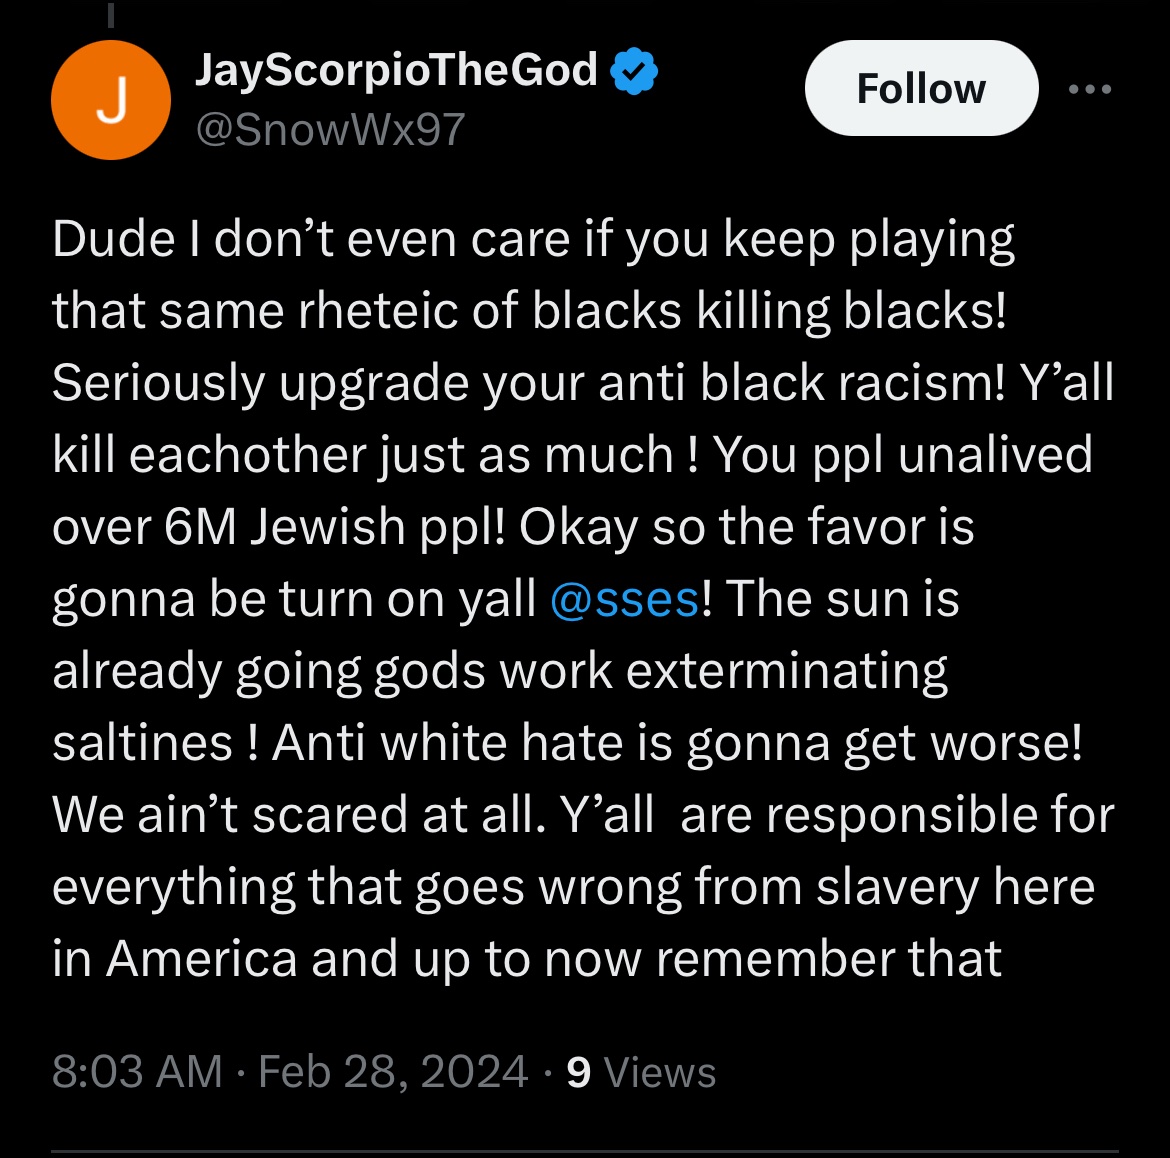 J
JayScorpioTheGod
@SnowWx97
Follow
Dude I don’t even care if you keep playing
that same rheteic of blacks killing blacks!
Seriously upgrade your anti black racism! Y’all
kill eachother just as much ! You ppl unalived
over 6M Jewish ppl! Okay so the favor is
gonna be turn on yall @sses! The sun is
already going gods work exterminating
saltines ! Anti white hate is gonna get worse!
We ain’t scared at all. Y’all  are responsible for
everything that goes wrong from slavery here
in America and up to now remember that
8:03 AM · Feb 28, 2024 · 9 Views